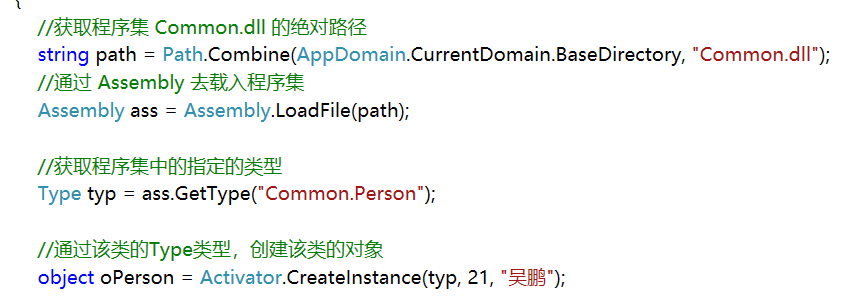 {
//获取程序集 Common.dll 的绝对路径
string path = Path.Combine(AppDomain.CurrentDomain.BaseDirectory, "Common.dll");
//通过 Assembly 去载入程序集
Assembly ass = Assembly.LoadFile(path);
//获取程序集中的指定的类型
Type typ = ass.GetType("Common.Person");
//通过该类的Type类型，创建该类的对象
object oPerson = Activator.CreateInstance(typ, 21, "吴鹏");